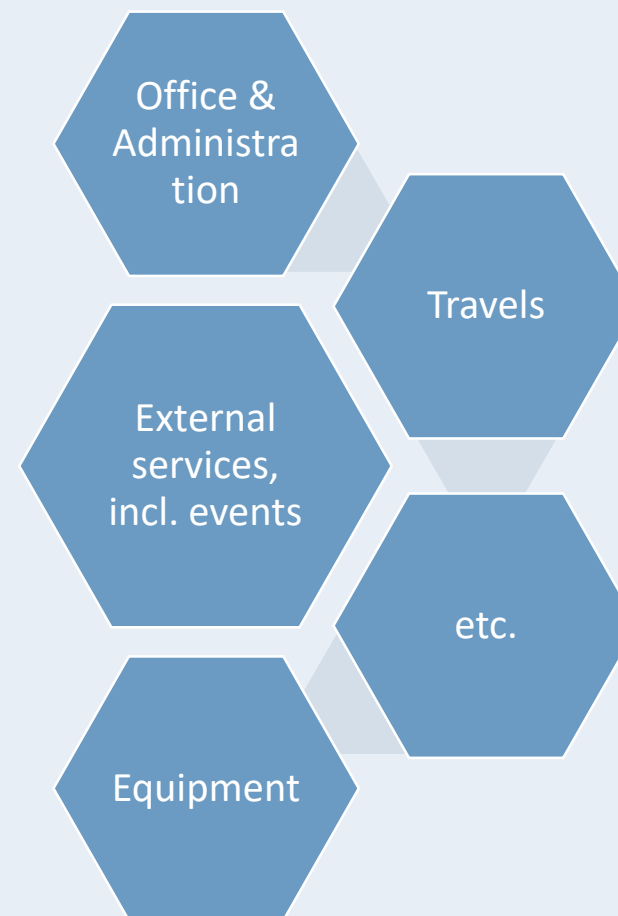 Office &
Administra
tion
Travels
External
services,
incl. events
etc.
Equipment